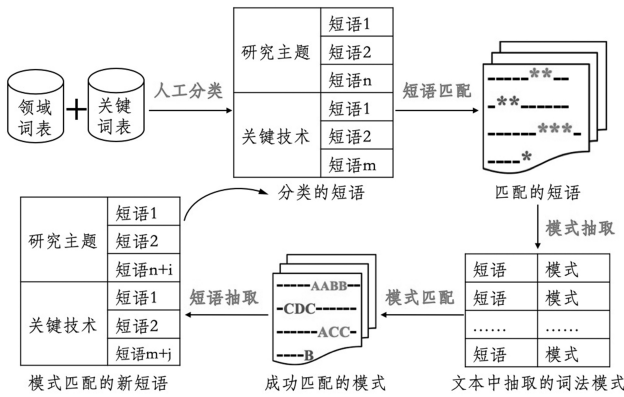 领域
词表
+
关键
词表
人工分类
研究主题
短语1
短语2
短语n
关键技术
短语1
短语2
短语m
分类的短语
短语匹配
-----**--
-**------
------***-
----*
匹配的短语
模式抽取
短语 模式
短语 模式
…… ……
短语 模式
文本中抽取的词法模式
模式匹配
-----AABB--
-CDC------
------ACC-
----B
成功匹配的模式
短语抽取
研究主题
短语1
短语2
短语n+i
关键技术
短语1
短语2
短语m+j
模式匹配的新短语